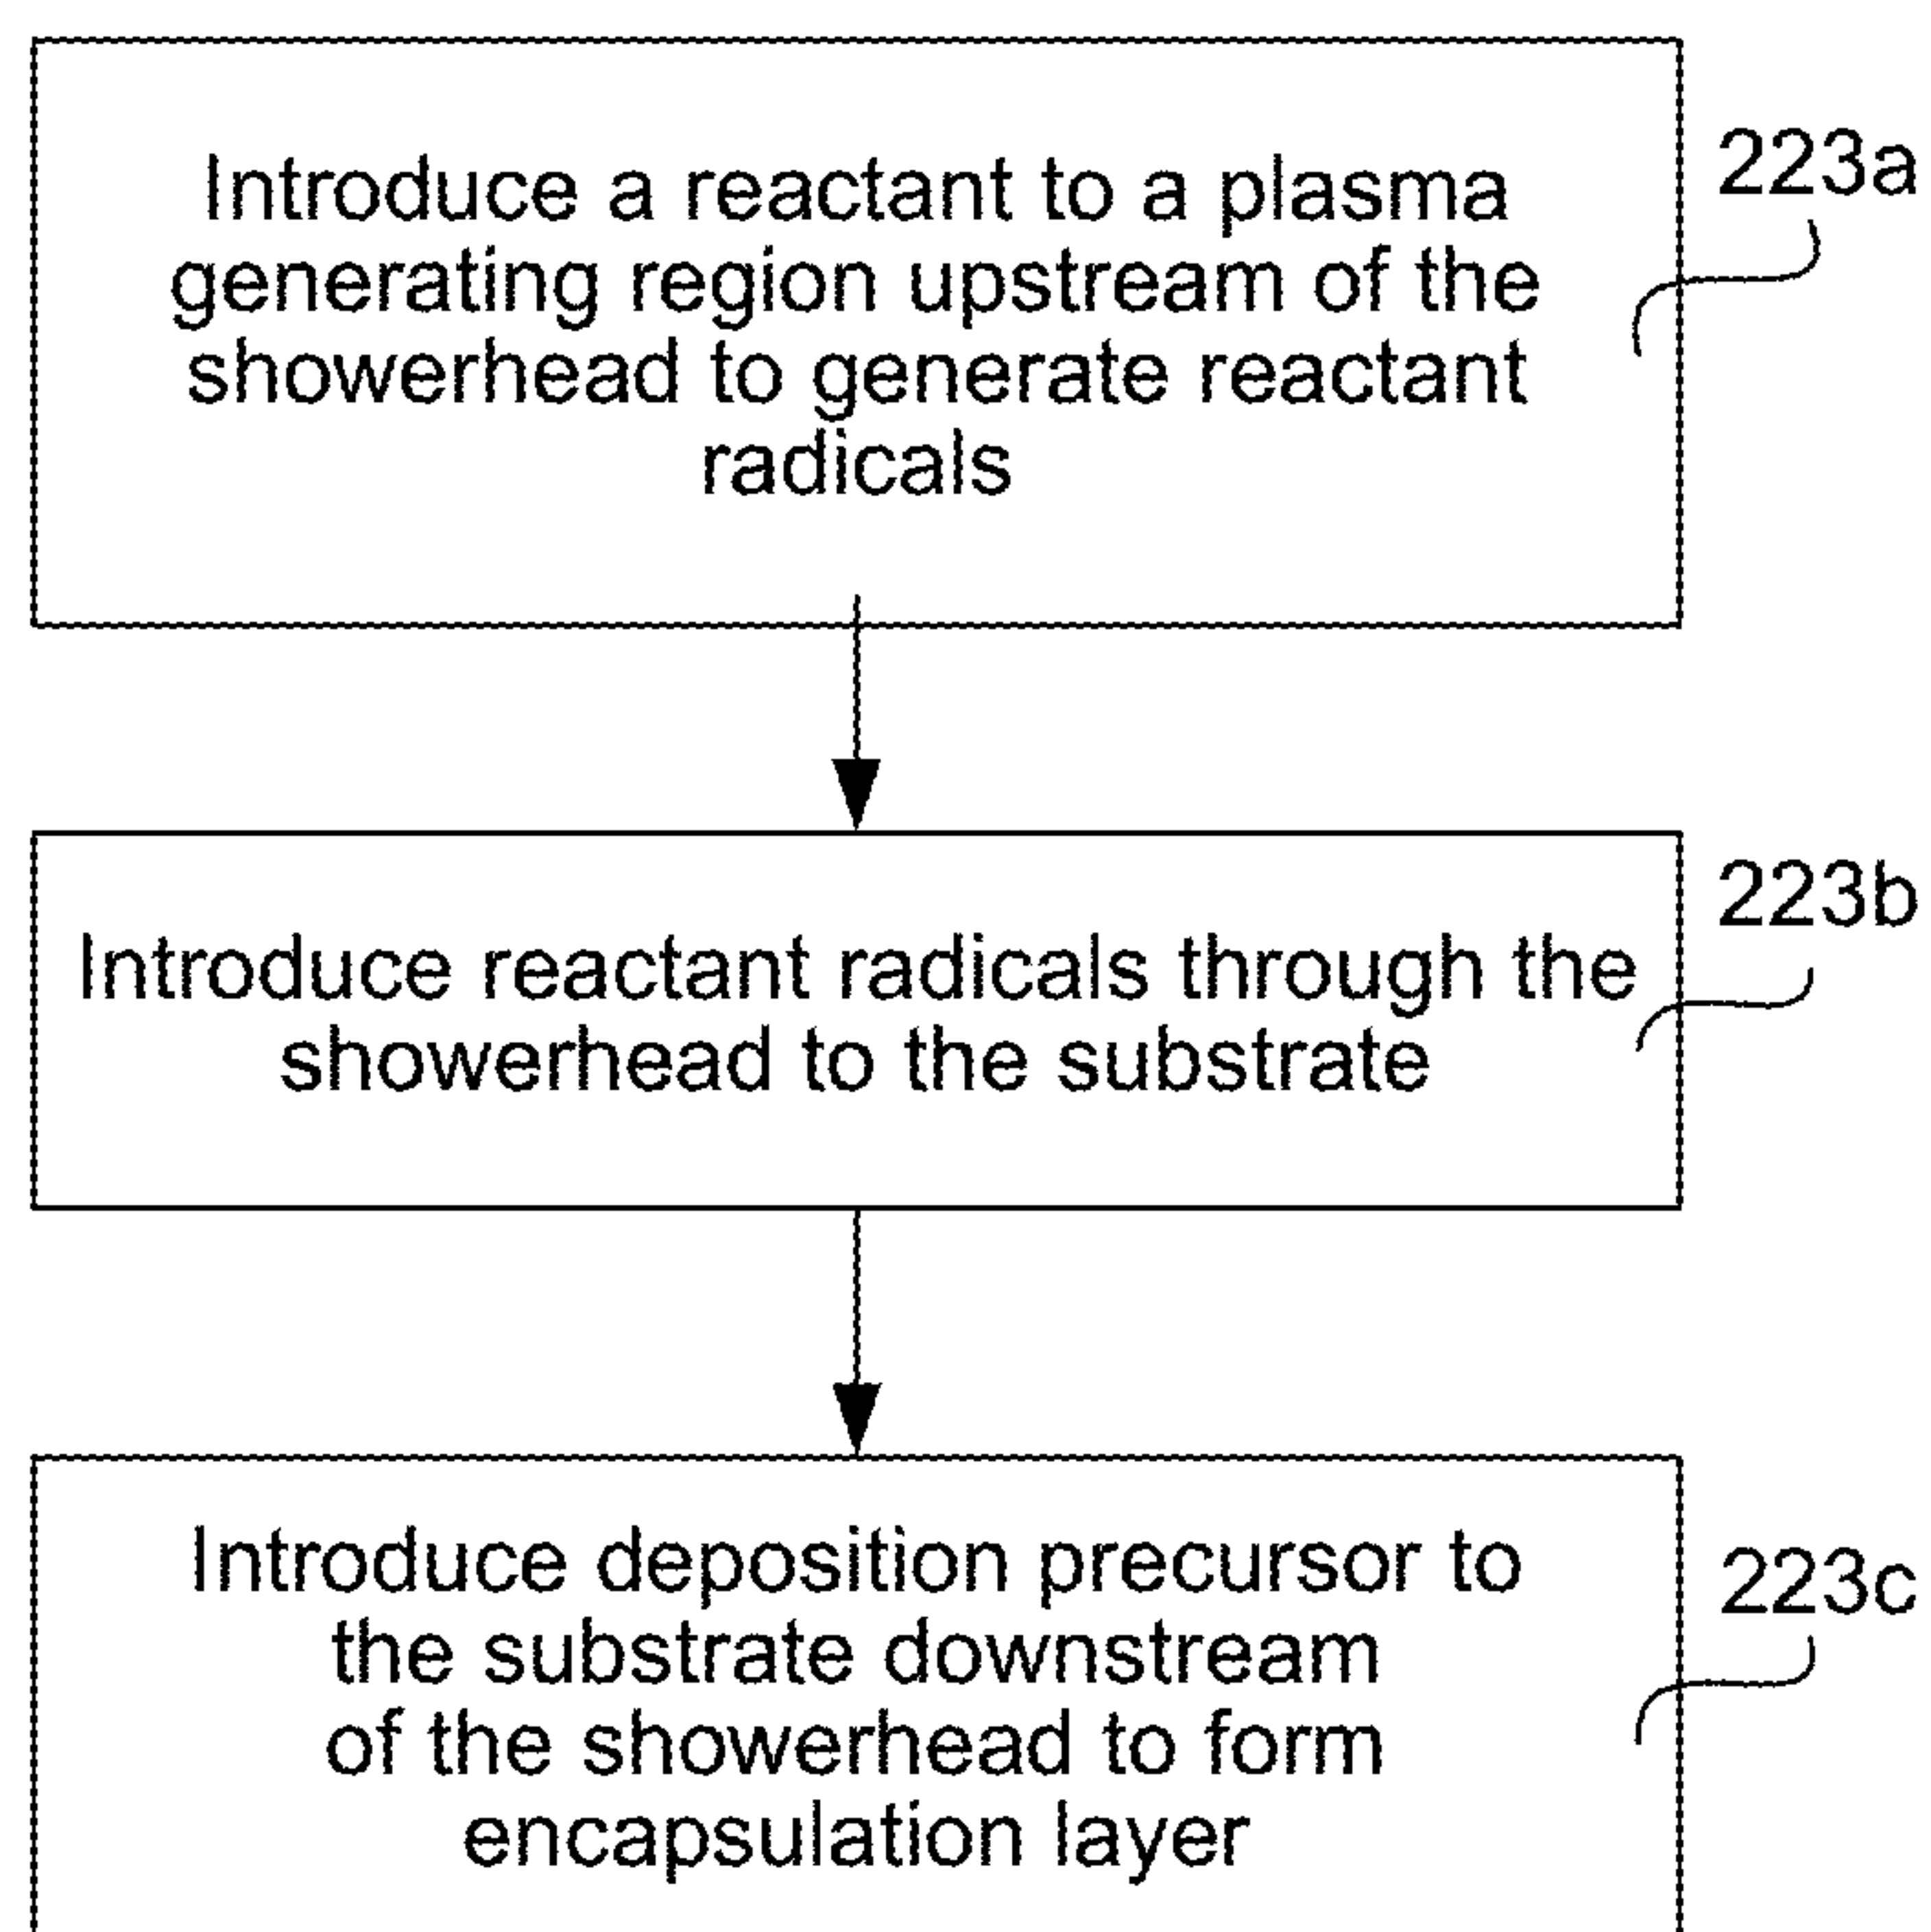 Introduce a reactant to a plasma
generating region upstream of the
showerhead to generate reactant
radicals
223a
Introduce reactant radicals through the
showerhead to the substrate
223b
Introduce deposition precursor to
the substrate downstream
of the showerhead to form
encapsulation layer
223c